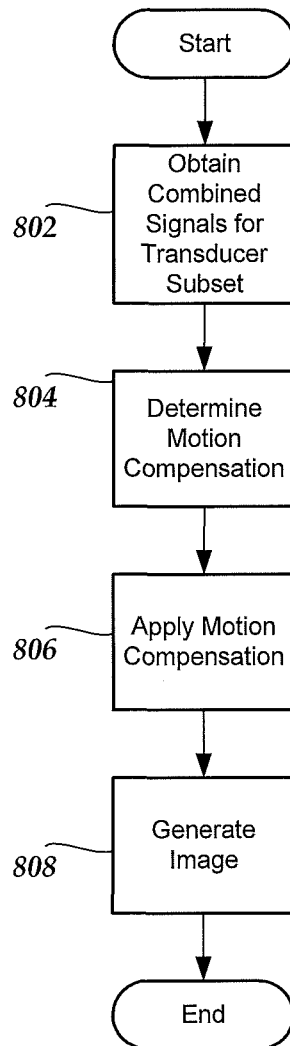 Start
802
Obtain
Combined
Signals for
Transducer
Subset
804
Determine
Motion
Compensation
806
Apply Motion
Compensation
808
Generate
Image
End